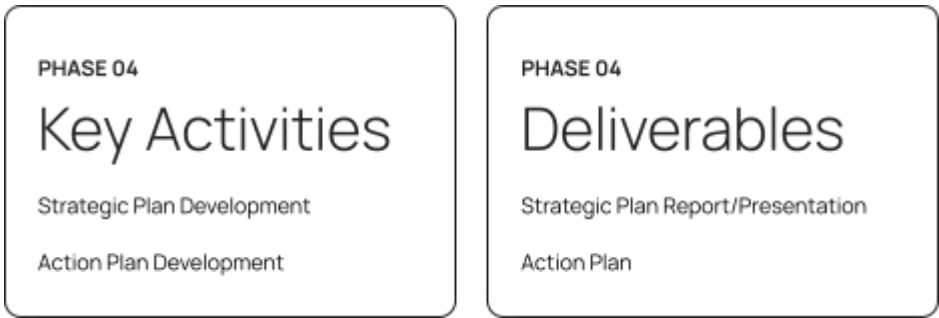 PHASE 04
Key Activities
Strategic Plan Development
Action Plan Development
PHASE 04
Deliverables
Strategic Plan Report/Presentation
Action Plan